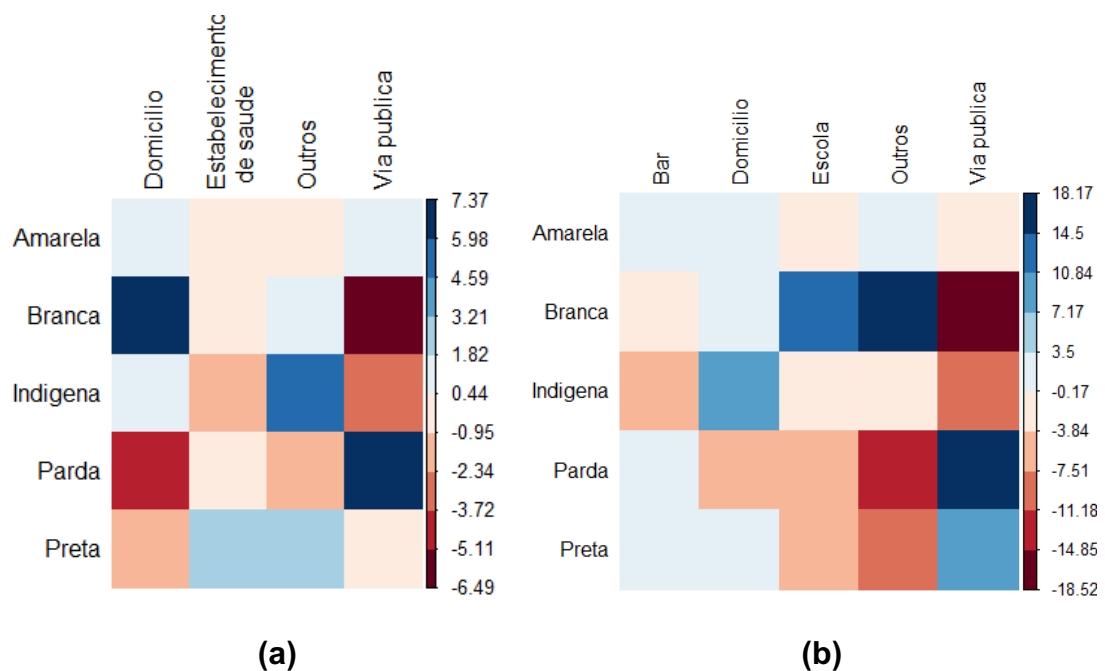 Domicilio
Estabelecimento
de saude
Outros
Via publica
Amarela
Branca
Indigena
Parda
Preta
7.37
5.98
4.59
3.21
1.82
0.44
-0.95
-2.34
-3.72
-5.11
-6.49
(a)
Bar
Domicilio
Escola
Outros
Via publica
Amarela
Branca
Indigena
Parda
Preta
18.17
14.5
10.84
7.17
3.5
-0.17
-3.84
-7.51
-11.18
-14.85
-18.52
(b)